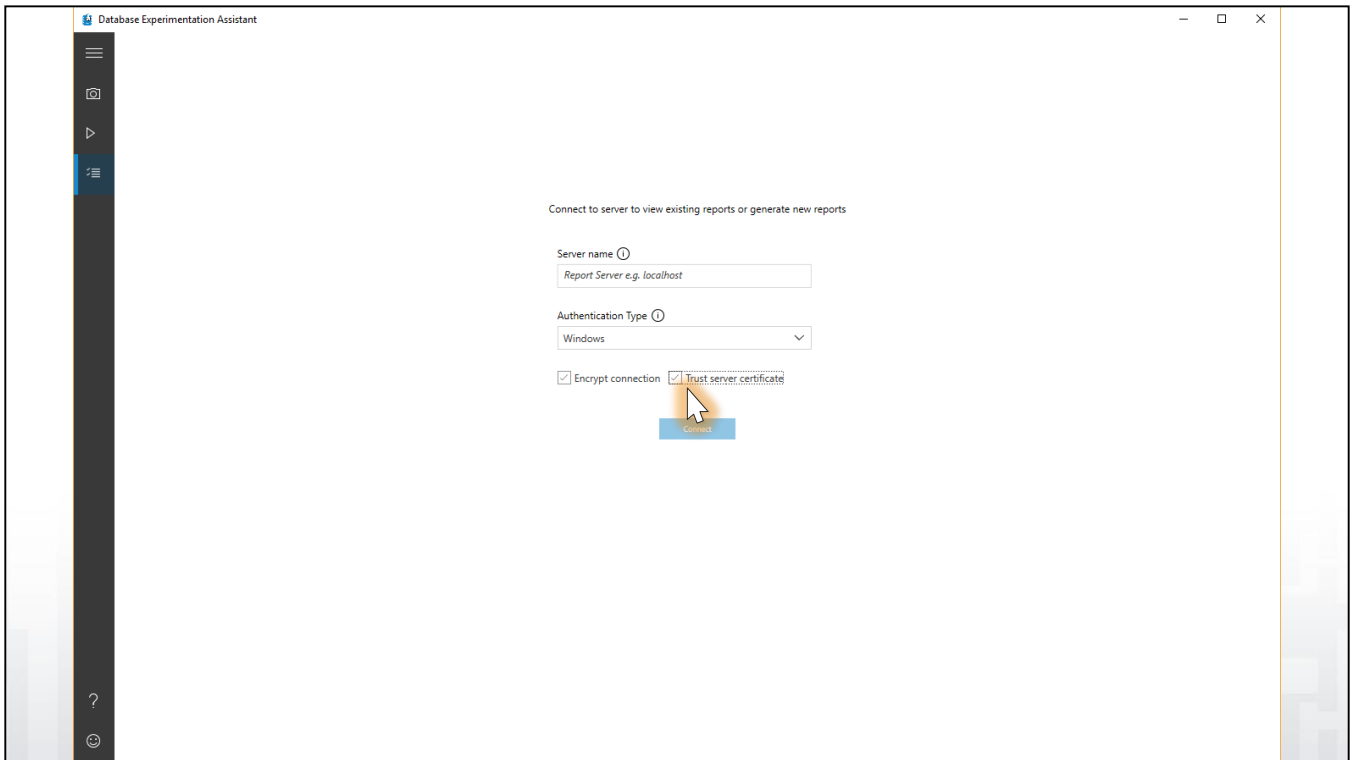 Database Experimentation Assistant
Connect to server to view existing reports or generate new reports
Server name
Report Server e.g. localhost
Authentication Type
Windows
Encrypt connection Trust server certificate
Connect